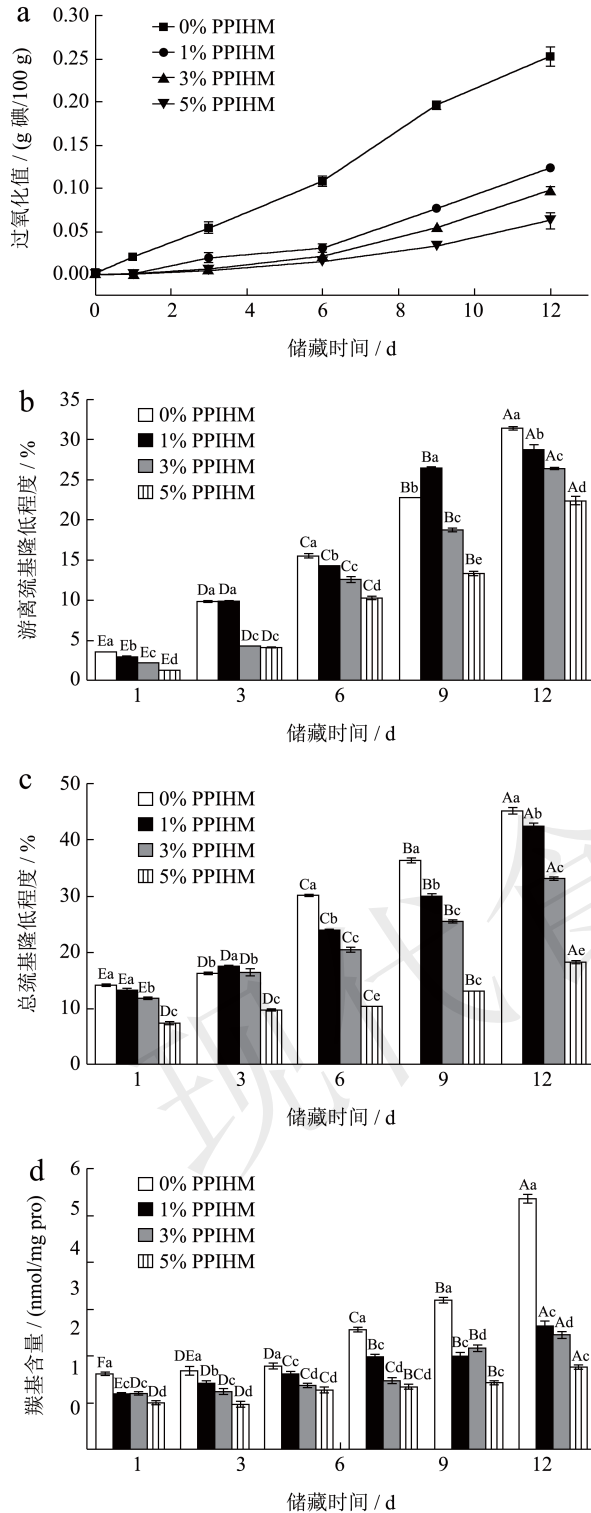 a
0.30
0.25
0.20
0.15
0.10
0.05
0.00
过氧化值 / (g 碘/100 g)
0% PPIHM
1% PPIHM
3% PPIHM
5% PPIHM
0 2 4 6 8 10 12
储藏时间 / d
b
35
30
25
20
15
10
5
0
游离巯基隆低程度 / %
0% PPIHM
1% PPIHM
3% PPIHM
5% PPIHM
Ea Eb Ec Ed
Da Da Dc Dc
Ca Cb Cc Cd
Bb Ba Bc Be
Aa Ab Ac Ad
1 3 6 9 12
储藏时间 / d
c
50
40
30
20
10
0
总巯基隆低程度 / %
0% PPIHM
1% PPIHM
3% PPIHM
5% PPIHM
Ea Ea Eb Dc
Db Da Db Dc
Ca Cb Cc Ce
Ba Bb Bc Bc
Aa Ab Ac Ae
1 3 6 9 12
储藏时间 / d
d
6
5
4
3
2
1
0
羰基含量 / (nmol/mg pro)
0% PPIHM
1% PPIHM
3% PPIHM
5% PPIHM
Fa Ec Dc Dd
DEa Db Dc Dd
Da Cc Cd Cd
Ca Bc Cd BCd
Ba Bc Bd Bc
Aa Ac Ad Ac
1 3 6 9 12
储藏时间 / d
现代食